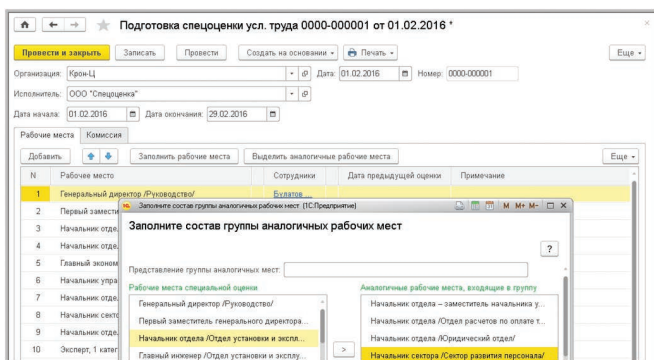 Подготовка спецоценки усл. труда 0000-000001 от 01.02.2016 *
Провести и закрыть Записать Провести Создать на основании Печать Еще
Организация: Крон-Ц Дата: 01.02.2016 Номер: 0000-000001
Исполнитель: ООО "Спецоценка"
Дата начала: 01.02.2016 Дата окончания: 29.02.2016
Рабочие места Комиссия
Добавить Заполнить рабочие места Выделить аналогичные рабочие места Еще
N Рабочее место Сотрудники Дата предыдущей оценки Примечание
1 Генеральный директор /Руководство/ Булатов ...
2 Первый замести
3 Начальник отде
4 Начальник отде
5 Главный эконом
6 Начальник упра
7 Начальник отде
8 Начальник секто
9 Начальник отде
10 Эксперт, 1 катег
Заполните состав группы аналогичных рабочих мест (1С:Предприятие) M M+ M-
Заполните состав группы аналогичных рабочих мест
?
Представление группы аналогичных мест:
Рабочие места специальной оценки Аналогичные рабочие места, входящие в группу
Генеральный директор /Руководство/ Начальник отдела – заместитель начальника у...
Первый заместитель генерального директора... Начальник отдела /Отдел расчетов по оплате т...
Начальник отдела /Отдел установки и экспл... Начальник отдела /Юридический отдел/
Главный инженер /Отдел установки и эксплу... > Начальник сектора /Сектор развития персонала/